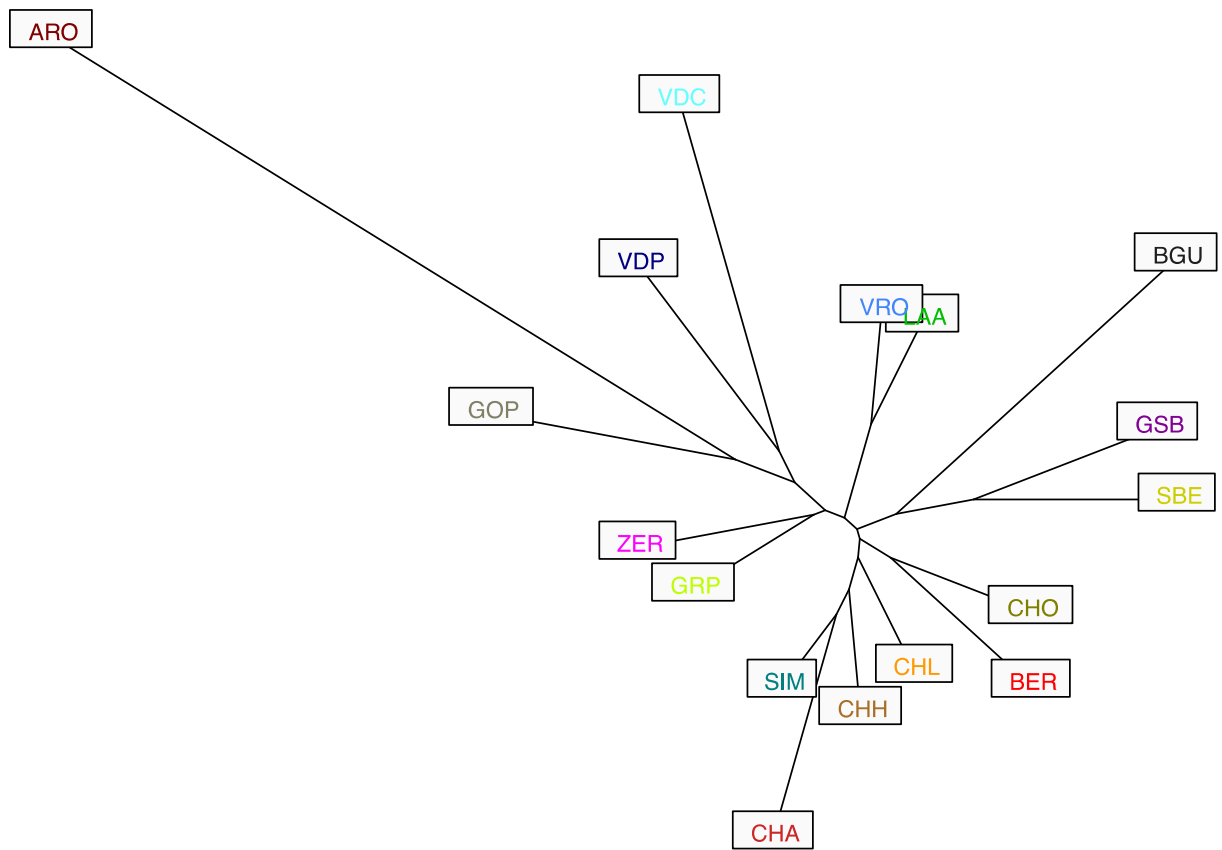 ARO
VDC
VDP
BGU
VRO
LAA
GOP
GSB
SBE
ZER
GRP
CHO
CHL
SIM
BER
CHH
CHA